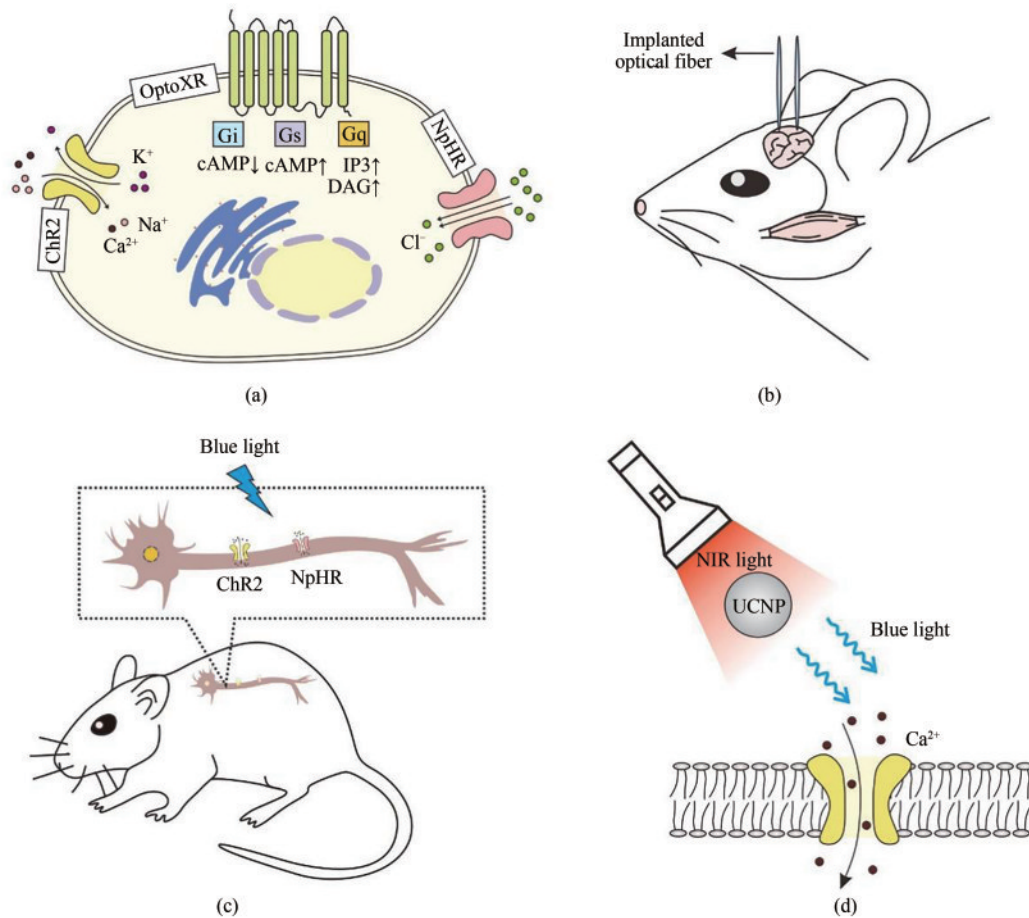 OptoXR
Gi
Gs
Gq
cAMP↓
cAMP↑
IP3↑
DAG↑
NpHR
K⁺
Na⁺
Ca²⁺
ChR2
Cl⁻
(a)
Implanted
optical fiber
(b)
Blue light
ChR2
NpHR
(c)
NIR light
UCNP
Blue light
Ca²⁺
(d)